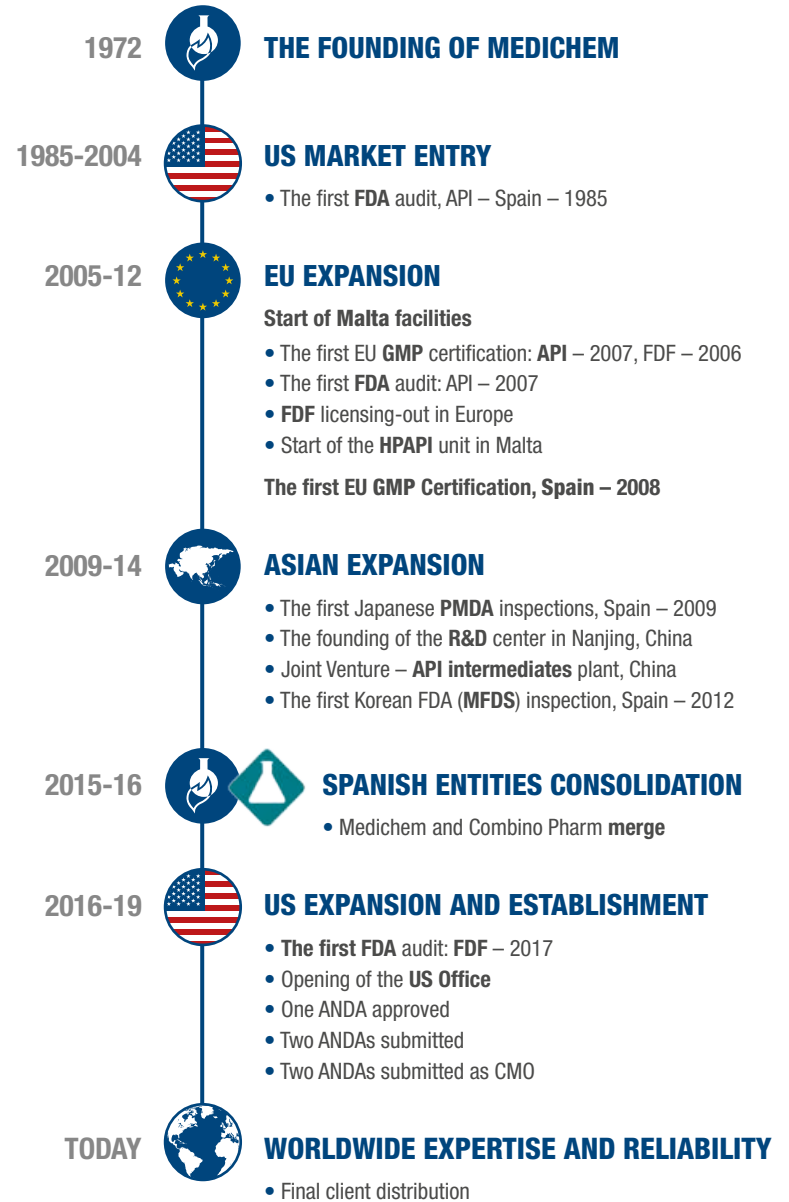 1972
THE FOUNDING OF MEDICHEM
1985-2004
US MARKET ENTRY
• The first FDA audit, API – Spain – 1985
2005-12
EU EXPANSION
Start of Malta facilities
• The first EU GMP certification: API – 2007, FDF – 2006
• The first FDA audit: API – 2007
• FDF licensing-out in Europe
• Start of the HPAPI unit in Malta
The first EU GMP Certification, Spain – 2008
2009-14
ASIAN EXPANSION
• The first Japanese PMDA inspections, Spain – 2009
• The founding of the R&D center in Nanjing, China
• Joint Venture – API intermediates plant, China
• The first Korean FDA (MFDS) inspection, Spain – 2012
2015-16
SPANISH ENTITIES CONSOLIDATION
• Medichem and Combino Pharm merge
2016-19
US EXPANSION AND ESTABLISHMENT
• The first FDA audit: FDF – 2017
• Opening of the US Office
• One ANDA approved
• Two ANDAs submitted
• Two ANDAs submitted as CMO
TODAY
WORLDWIDE EXPERTISE AND RELIABILITY
• Final client distribution